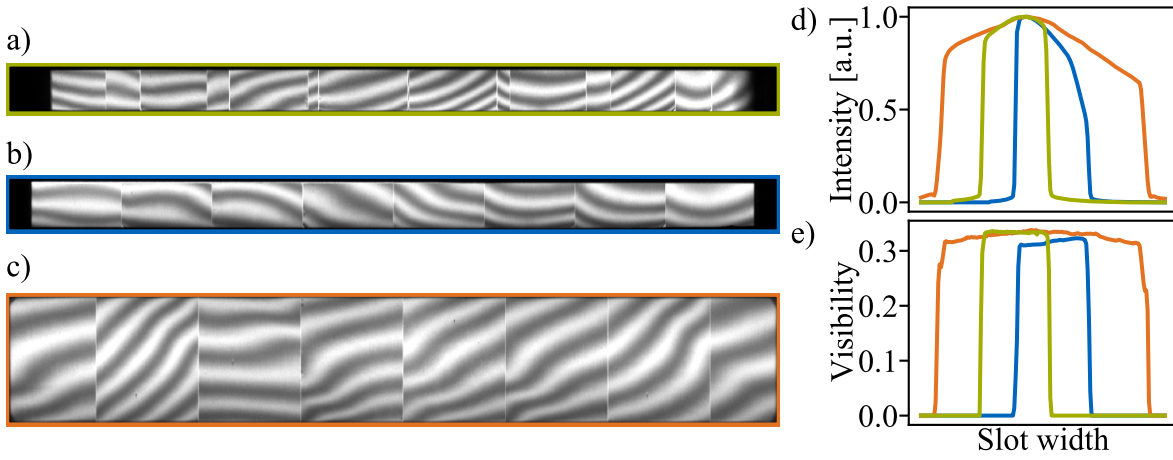 a)
b)
c)
d)
Intensity [a.u.]
1.0
0.5
0.0
e)
Visibility
0.3
0.2
0.1
0.0
Slot width